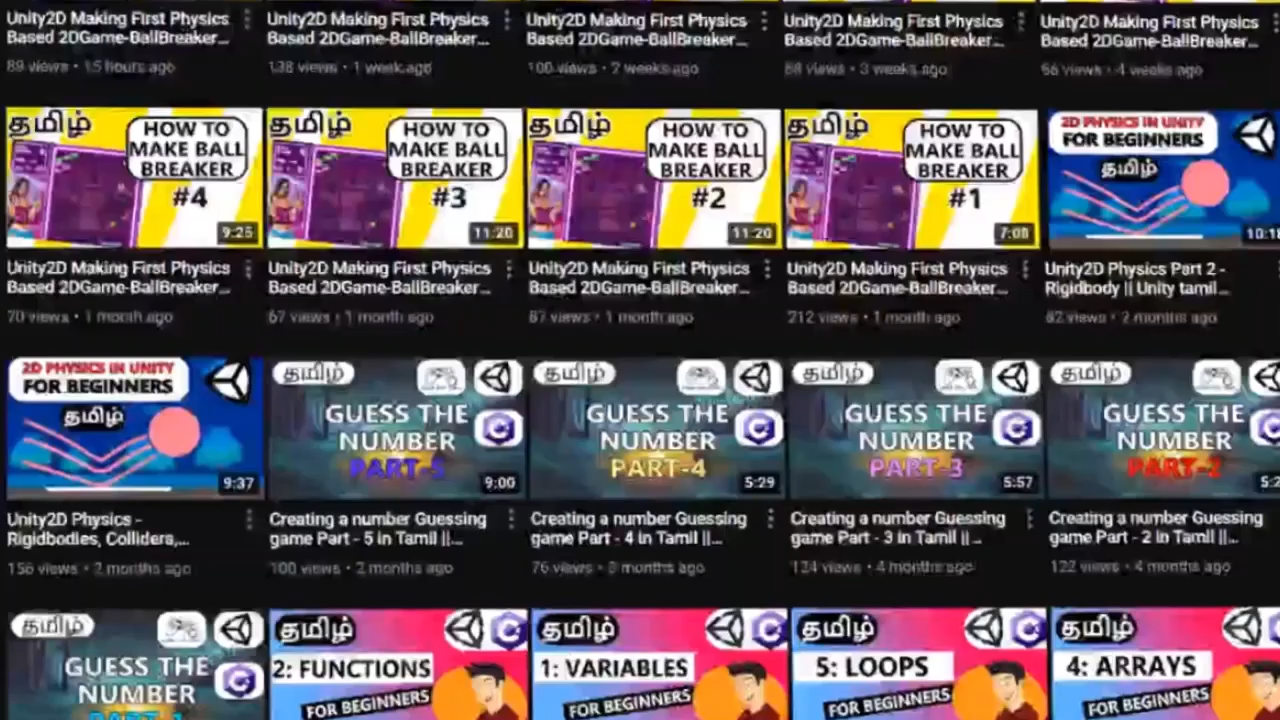 Unity2D Making First Physics
Based 2DGame-BallBreaker...
89 views • 15 hours ago
Unity2D Making First Physics
Based 2DGame-BallBreaker...
138 views • 1 week ago
Unity2D Making First Physics
Based 2DGame-BallBreaker...
100 views • 2 weeks ago
Unity2D Making First Physics
Based 2DGame-BallBreaker...
88 views • 3 weeks ago
Unity2D Making First Physics
Based 2DGame-BallBreaker...
views • 4 weeks ago
தமிழ்
HOW TO
MAKE BALL
BREAKER
#4
9:25
தமிழ்
HOW TO
MAKE BALL
BREAKER
#3
11:20
தமிழ்
HOW TO
MAKE BALL
BREAKER
#2
11:20
தமிழ்
HOW TO
MAKE BALL
BREAKER
#1
7:08
2D PHYSICS IN UNITY
FOR BEGINNERS
தமிழ்
10:18
Unity2D Making First Physics
Based 2DGame-BallBreaker...
70 views • 1 month ago
Unity2D Making First Physics
Based 2DGame-BallBreaker...
67 views • 1 month ago
Unity2D Making First Physics
Based 2DGame-BallBreaker...
87 views • 1 month ago
Unity2D Making First Physics
Based 2DGame-BallBreaker...
212 views • 1 month ago
Unity2D Physics Part 2 -
Rigidbody || Unity tamil...
82 views • 2 months ago
2D PHYSICS IN UNITY
FOR BEGINNERS
தமிழ்
9:37
தமிழ்
GUESS THE
NUMBER
PART-5
9:00
தமிழ்
GUESS THE
NUMBER
PART-4
5:29
தமிழ்
GUESS THE
NUMBER
PART-3
5:57
தமிழ்
GUESS THE
NUMBER
PART-2
Unity2D Physics -
Rigidbodies, Colliders,...
156 views • 2 months ago
Creating a number Guessing
game Part - 5 in Tamil ||...
100 views • 2 months ago
Creating a number Guessing
game Part - 4 in Tamil ||...
76 views • 3 months ago
Creating a number Guessing
game Part - 3 in Tamil ||...
124 views • 4 months ago
Creating a number Guessing
game Part - 2 in Tamil ||...
122 views • 4 months ago
தமிழ்
GUESS THE
NUMBER
PART-1
தமிழ்
2: FUNCTIONS
FOR BEGINNERS
தமிழ்
1: VARIABLES
FOR BEGINNERS
தமிழ்
5: LOOPS
FOR BEGINNERS
தமிழ்
4: ARRAYS
FOR BEGINNERS